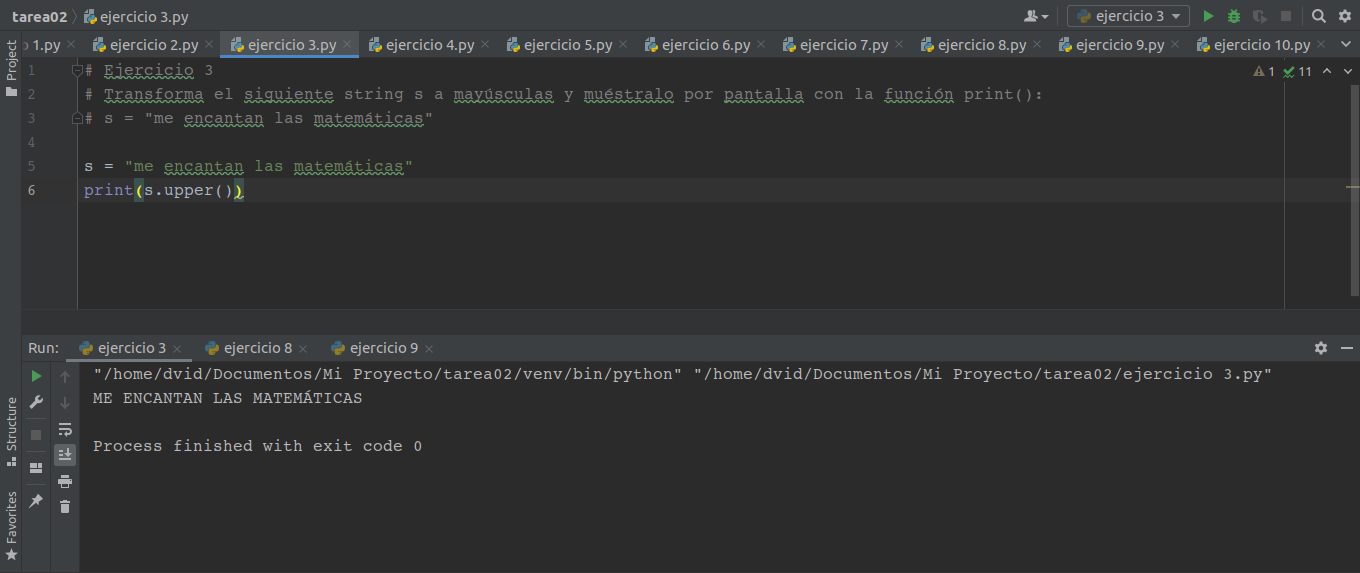 tarea02 ejercicio 3.py ejercicio 3
1.py ejercicio 2.py ejercicio 3.py ejercicio 4.py ejercicio 5.py ejercicio 6.py ejercicio 7.py ejercicio 8.py ejercicio 9.py ejercicio 10.py
Project
1 # Ejercicio 3 1 11
2 # Transforma el siguiente string s a mayúsculas y muéstralo por pantalla con la función print():
3 # s = "me encantan las matemáticas"
4
5 s = "me encantan las matemáticas"
6 print(s.upper())
Run: ejercicio 3 ejercicio 8 ejercicio 9
"/home/dvid/Documentos/Mi Proyecto/tarea02/venv/bin/python" "/home/dvid/Documentos/Mi Proyecto/tarea02/ejercicio 3.py"
ME ENCANTAN LAS MATEMÁTICAS
Process finished with exit code 0
Structure
Favorites